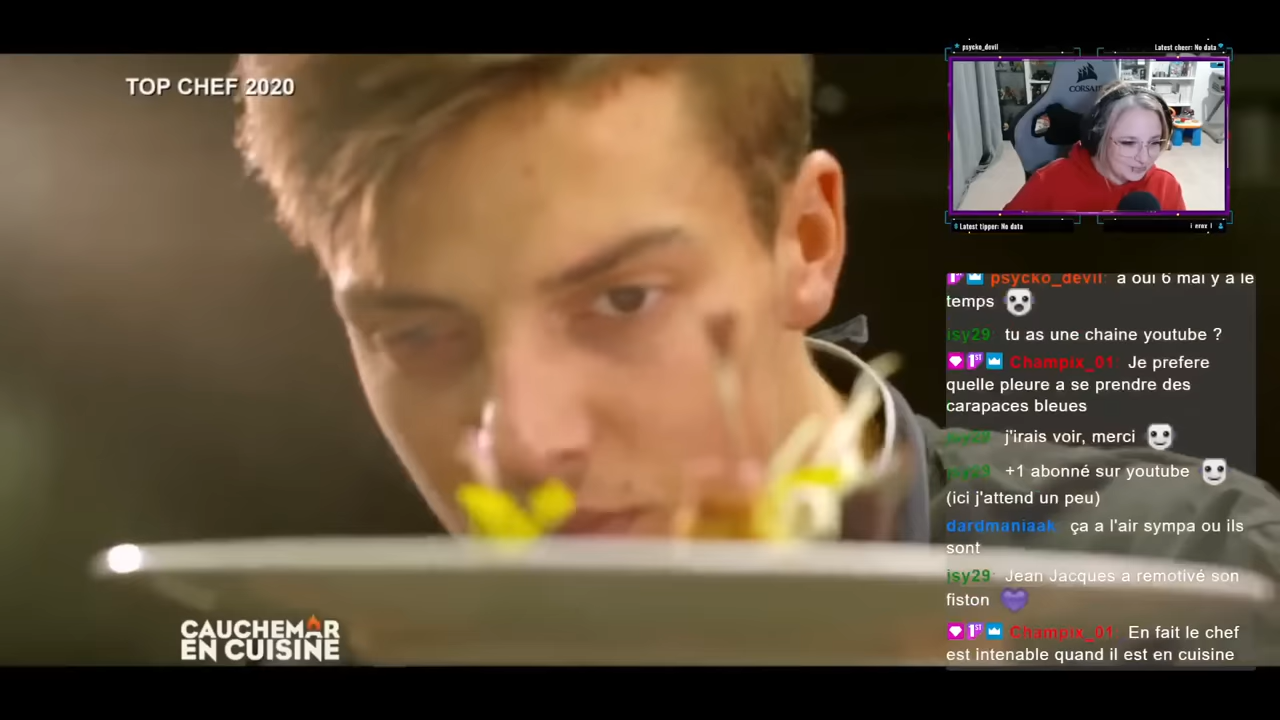 TOP CHEF 2020
CAUCHEMAR
EN CUISINE
psycko_devil
Latest cheer: No data
CORSAIR
Latest tipper: No data
psycko_devil: a oui 6 mai y a le
temps
isy29: tu as une chaine youtube ?
Champix_01: Je prefere
quelle pleure a se prendre des
carapaces bleues
isy29: j'irais voir, merci
isy29: +1 abonné sur youtube
(ici j'attend un peu)
dardmaniaak: ça a l'air sympa ou ils
sont
isy29: Jean Jacques a remotivé son
fiston
1ST Champix_01: En fait le chef
est intenable quand il est en cuisine